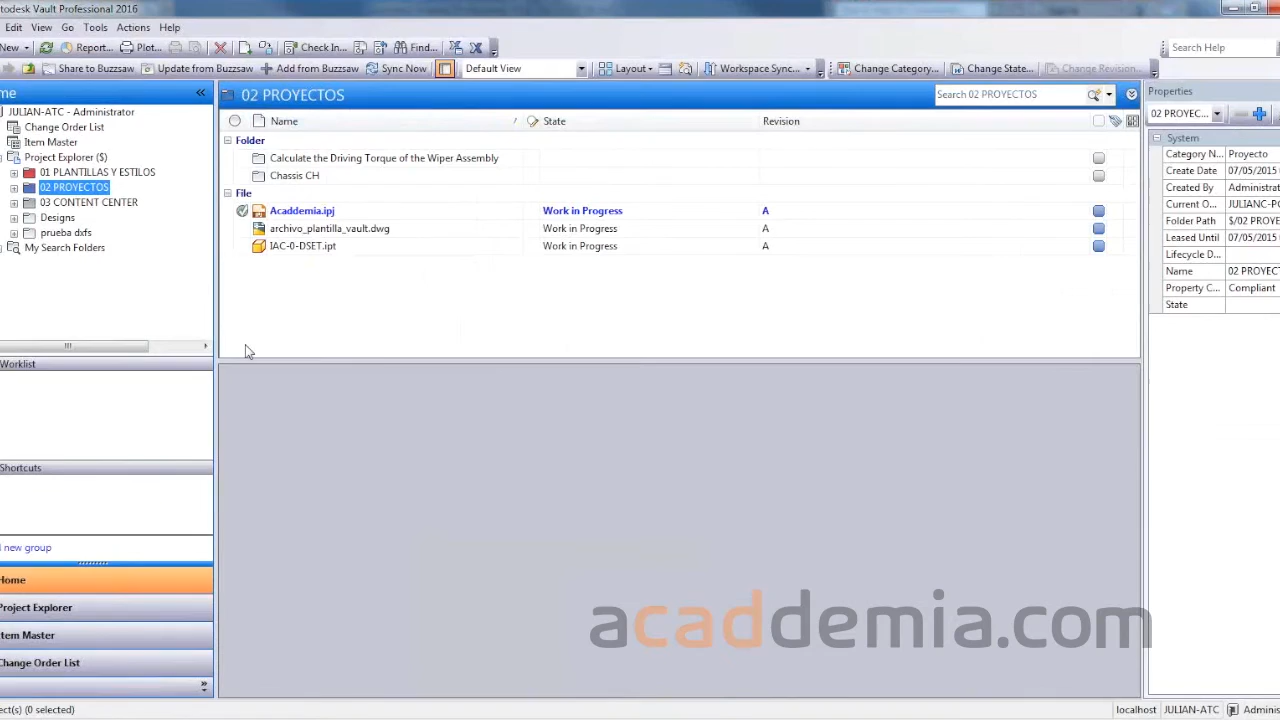 todesk Vault Professional 2016
Edit View Go Tools Actions Help
New Report... Plot... Check In... Find... Search Help
Share to Buzzsaw Update from Buzzsaw Add from Buzzsaw Sync Now Default View Layout Workspace Sync... Change Category... Change State... Change Revision...
me «
02 PROYECTOS
Search 02 PROYECTOS
Properties
JULIAN-ATC - Administrator
Change Order List
Item Master
Project Explorer ($)
01 PLANTILLAS Y ESTILOS
02 PROYECTOS
03 CONTENT CENTER
Designs
prueba dxfs
My Search Folders
Worklist
Shortcuts
new group
Home
Project Explorer
Item Master
Change Order List
Name State Revision
Folder
Calculate the Driving Torque of the Wiper Assembly
Chassis CH
File
Acaddemia.ipj Work in Progress A
archivo_plantilla_vault.dwg Work in Progress A
IAC-0-DSET.ipt Work in Progress A
02 PROYEC...
System
Category N... Proyecto
Create Date 07/05/2015
Created By Administrat
Current O... JULIANC-PC
Folder Path $/02 PROYE
Leased Until 07/05/2015
Lifecycle D...
Name 02 PROYECT
Property C... Compliant
State
acaddemia.com
ect(s) (0 selected)
localhost JULIAN-ATC Adminis